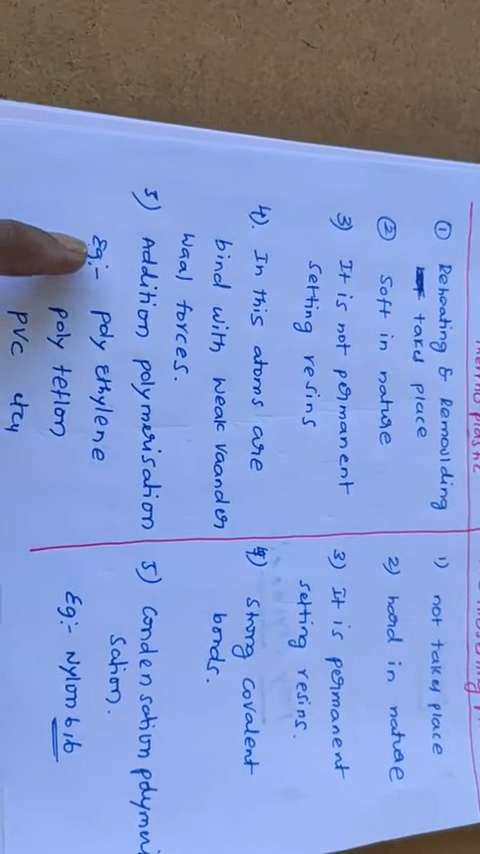 Thermo plastic
① Reheating & Remoulding
takes place
② Soft in nature
3) It is not permanent
setting resins
4). In this atoms are
bind with weak vaander
waal forces.
5) Addition polymerisation
Eg:- poly Ethylene
poly teflon
PVC etc,
1) not takes place
2) hard in nature
3) It is permanent
setting resins.
4) Strong covalent
bonds.
5) Condensation polymeri
sation.
Eg:- Nylon 6,6